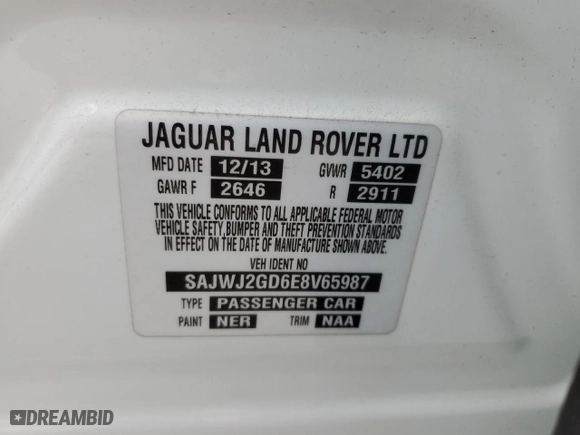 JAGUAR LAND ROVER LTD
MFD DATE 12/13 GVWR 5402
GAWR F 2646 R 2911
THIS VEHICLE CONFORMS TO ALL APPLICABLE FEDERAL MOTOR
VEHICLE SAFETY, BUMPER AND THEFT PREVENTION STANDARDS
IN EFFECT ON THE DATE OF MANUFACTURE SHOWN ABOVE.
VEH IDENT NO
SAJWJ2GD6E8V65987
TYPE PASSENGER CAR
PAINT NER TRIM NAA
DREAMBID